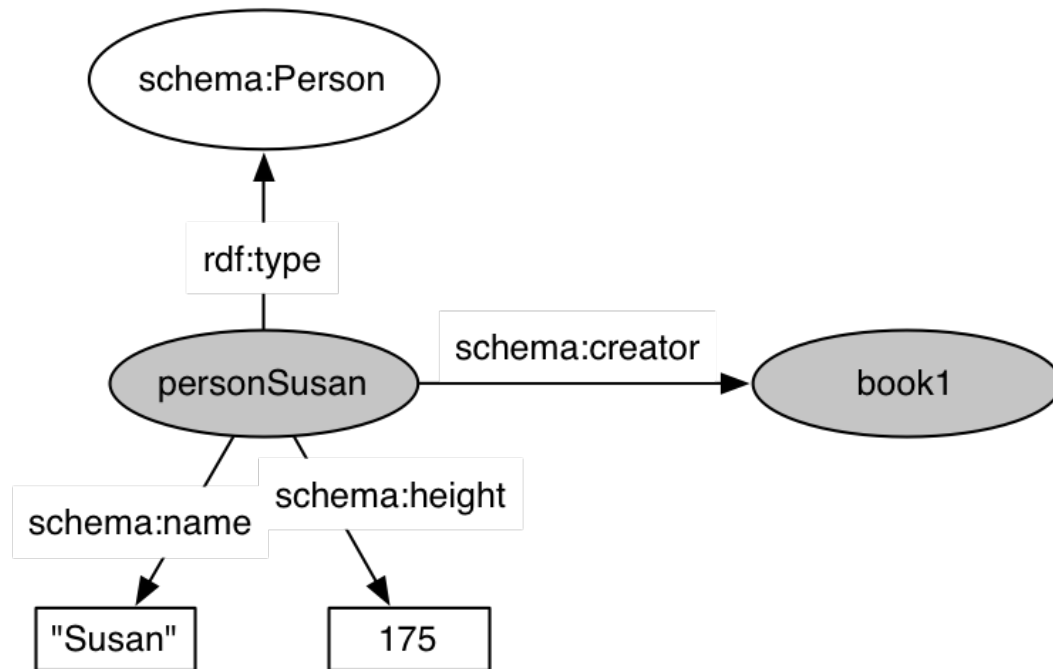 schema:Person
rdf:type
schema:creator
personSusan
book1
schema:height
schema:name
"Susan"
175